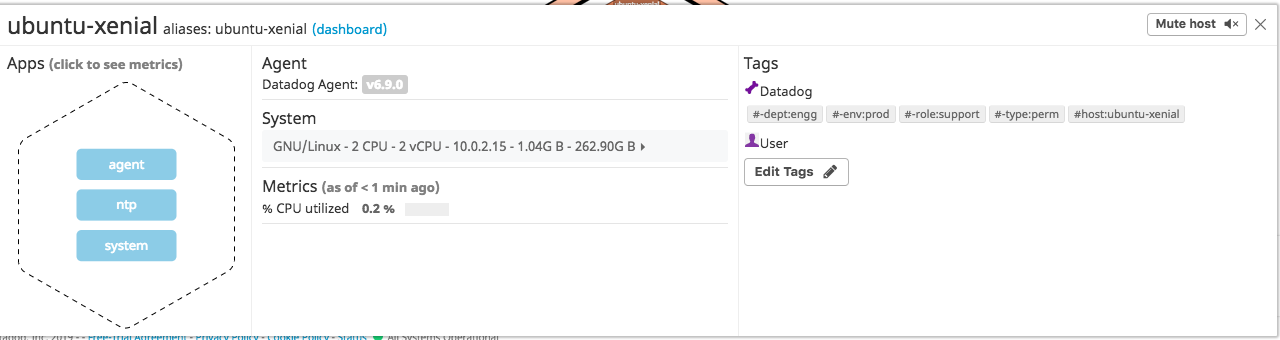 ubuntu-xenial
ubuntu-xenial aliases: ubuntu-xenial (dashboard)
Mute host
Apps (click to see metrics)
agent
ntp
system
Agent
Datadog Agent: v6.9.0
System
GNU/Linux - 2 CPU - 2 vCPU - 10.0.2.15 - 1.04G B - 262.90G B
Metrics (as of < 1 min ago)
% CPU utilized 0.2 %
Tags
Datadog
#-dept:engg #-env:prod #-role:support #-type:perm #host:ubuntu-xenial
User
Edit Tags
Inc. 2019 - - Free-Trial Agreement - Privacy Policy - Cookie Policy - Status All Systems Operational